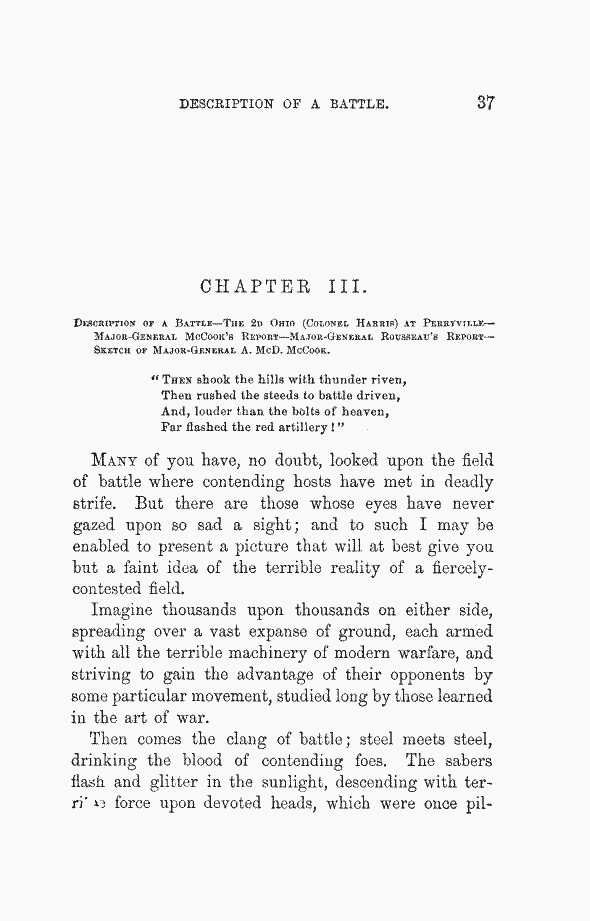 DESCRIPTION OF A BATTLE. 37
CHAPTER III.
Description of a Battle—The 2d Ohio (Colonel Harris) at Perryville—
Major-General McCook's Report—Major-General Rousseau's Report—
Sketch of Major-General A. McD. McCook.
"Then shook the hills with thunder riven,
Then rushed the steeds to battle driven,
And, louder than the bolts of heaven,
Far flashed the red artillery!"
Many of you have, no doubt, looked upon the field
of battle where contending hosts have met in deadly
strife. But there are those whose eyes have never
gazed upon so sad a sight; and to such I may be
enabled to present a picture that will at best give you
but a faint idea of the terrible reality of a fiercely-
contested field.
Imagine thousands upon thousands on either side,
spreading over a vast expanse of ground, each armed
with all the terrible machinery of modern warfare, and
striving to gain the advantage of their opponents by
some particular movement, studied long by those learned
in the art of war.
Then comes the clang of battle; steel meets steel,
drinking the blood of contending foes. The sabers
flash and glitter in the sunlight, descending with ter-
force upon devoted heads, which were once pil-